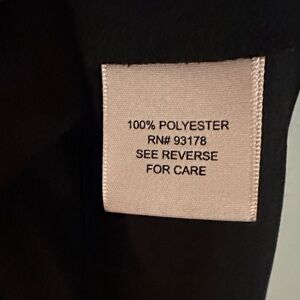 100% POLYESTER
RN# 93178
SEE REVERSE
FOR CARE